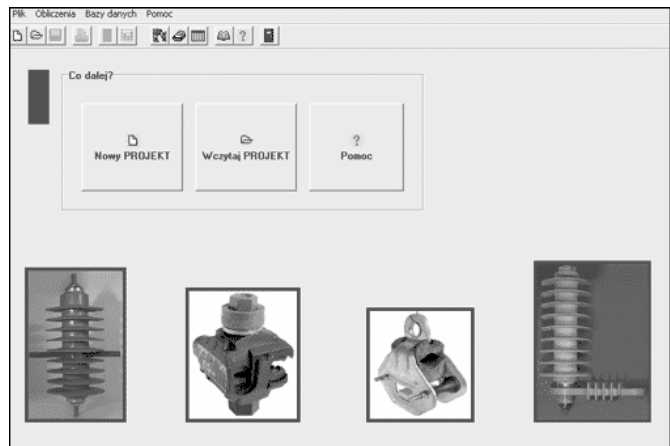 Plik Obliczenia Bazy danych Pomoc
Co dalej?
Nowy PROJEKT
Wczytaj PROJEKT
Pomoc